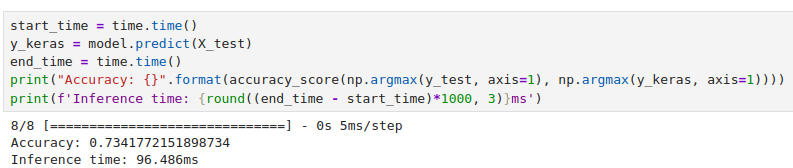 start_time = time.time()
y_keras = model.predict(X_test)
end_time = time.time()
print("Accuracy: {}".format(accuracy_score(np.argmax(y_test, axis=1), np.argmax(y_keras, axis=1))))
print(f'Inference time: {round((end_time - start_time)*1000, 3)}ms')
8/8 [==============================] - 0s 5ms/step
Accuracy: 0.7341772151898734
Inference time: 96.486ms